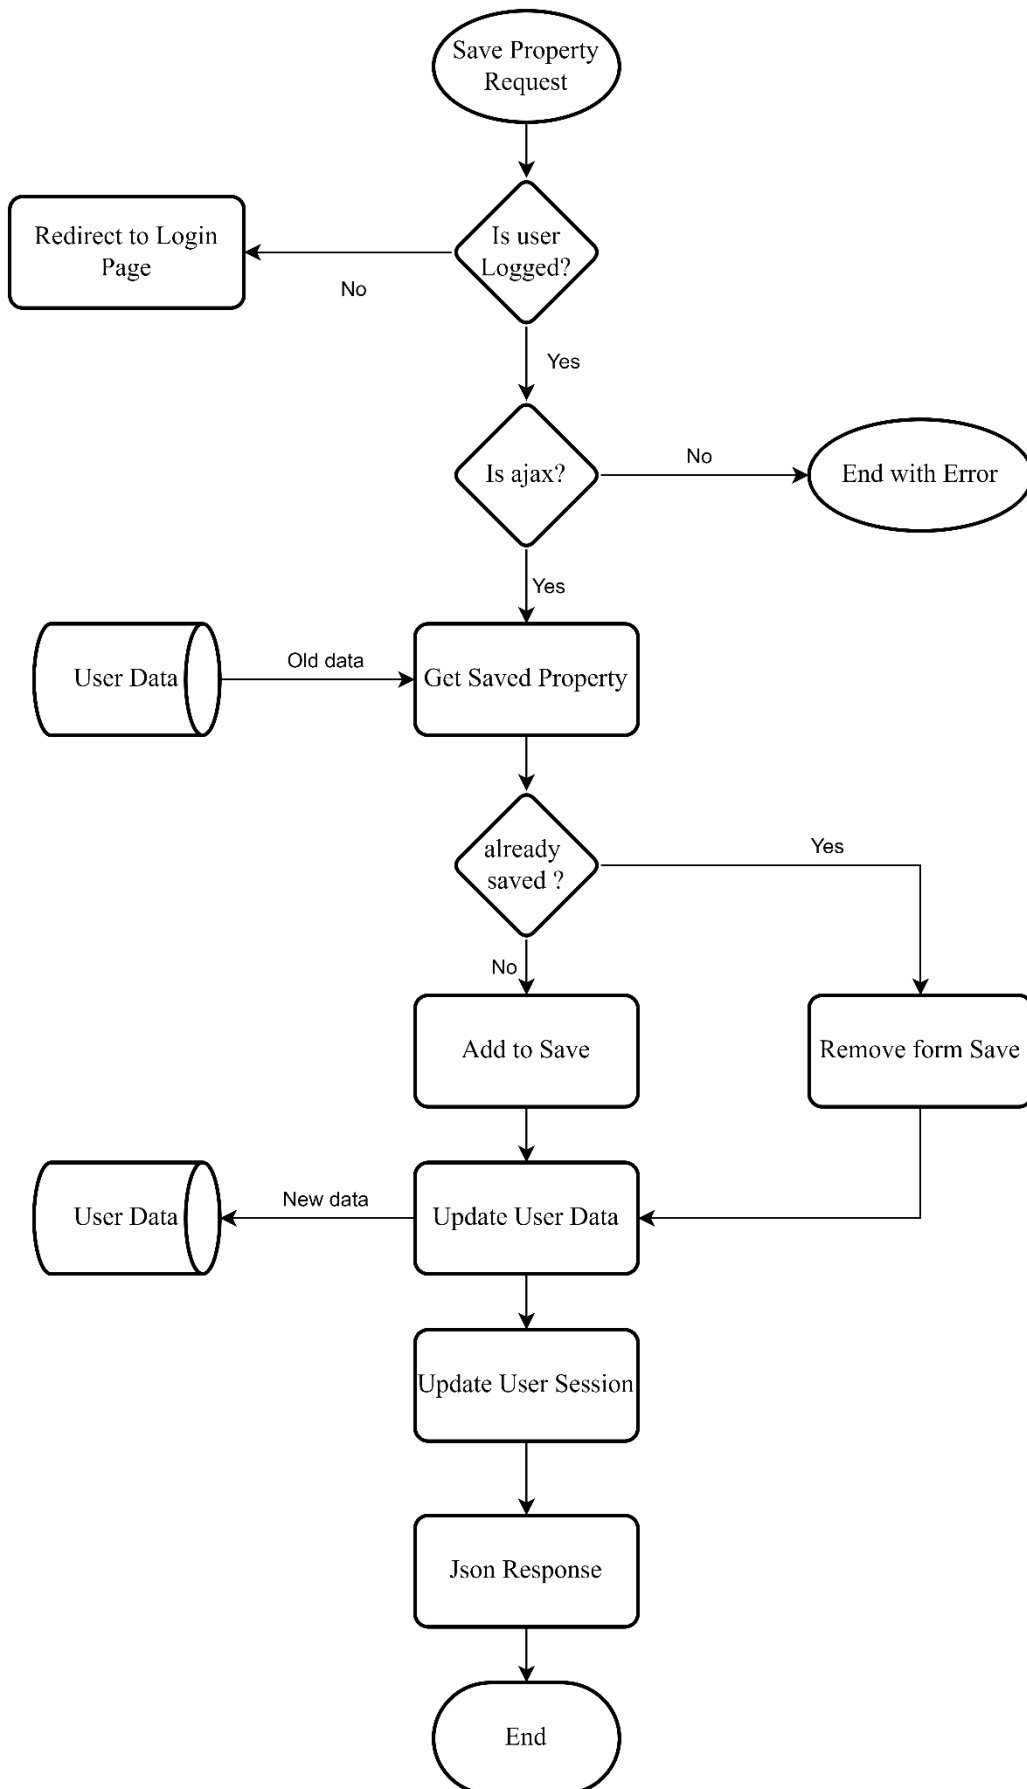 Save Property
Request
Is user
Logged?
Redirect to Login
Page
No
Yes
Is ajax?
No
End with Error
Yes
User Data
Old data
Get Saved Property
already
saved ?
Yes
No
Add to Save
Remove form Save
User Data
New data
Update User Data
Update User Session
Json Response
End